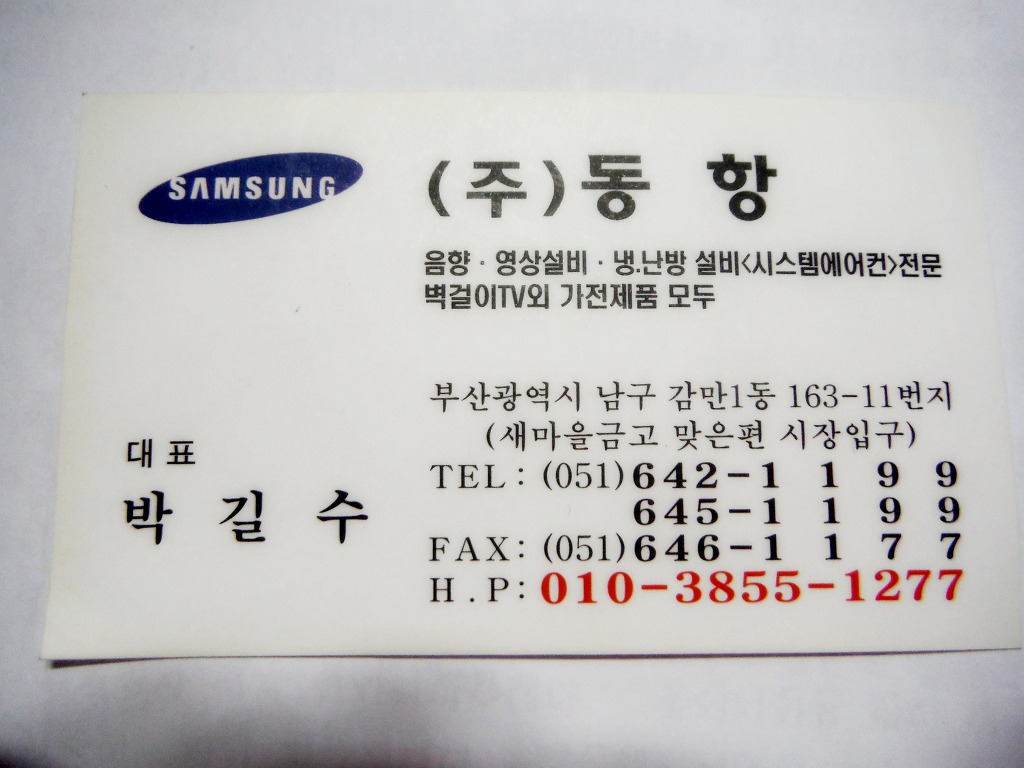 SAMSUNG
(주)동 항
음향 · 영상설비 · 냉.난방 설비<시스템에어컨>전문
벽걸이TV외 가전제품 모두
부산광역시 남구 감만1동 163-11번지
(새마을금고 맞은편 시장입구)
대 표
박 길 수
TEL: (051)642-1 1 9 9
645-1 1 9 9
FAX: (051)646-1 1 7 7
H.P: 010-3855-1277